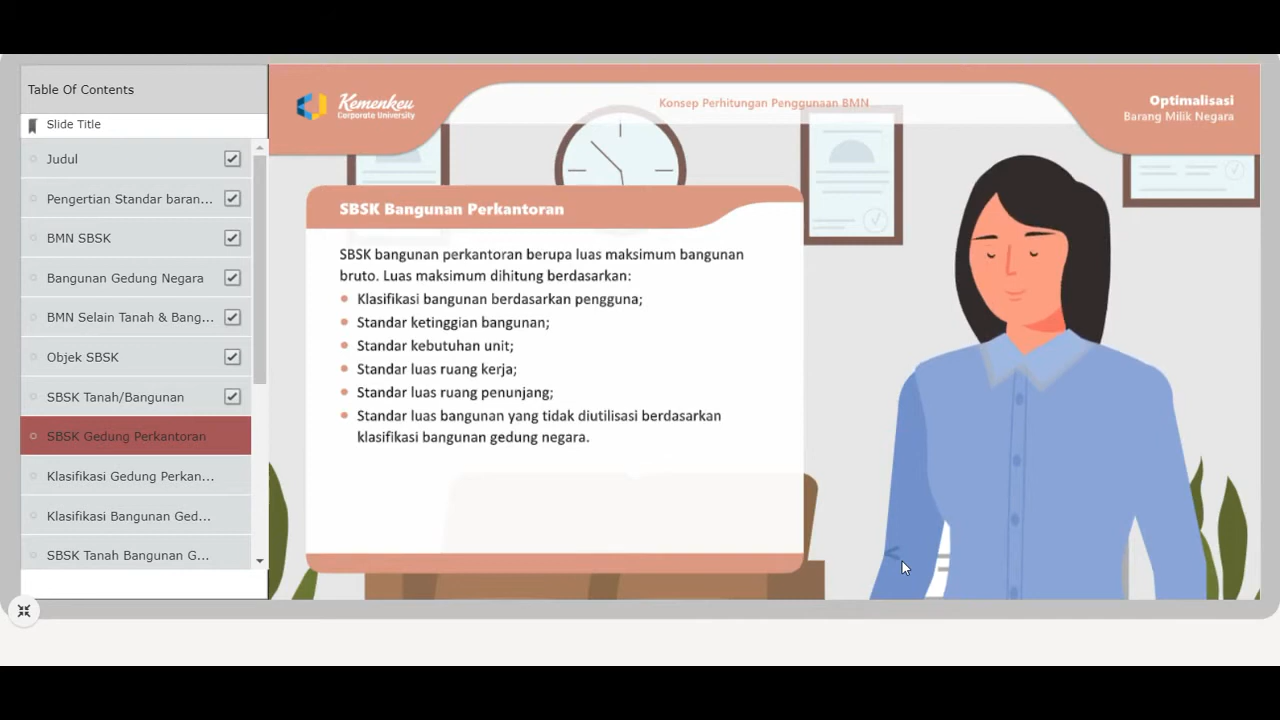 Table Of Contents
Slide Title
Judul
Pengertian Standar baran...
BMN SBSK
Bangunan Gedung Negara
BMN Selain Tanah & Bang...
Objek SBSK
SBSK Tanah/Bangunan
SBSK Gedung Perkantoran
Klasifikasi Gedung Perkan...
Klasifikasi Bangunan Ged...
SBSK Tanah Bangunan G...
Kemenkeu
Corporate University
Konsep Perhitungan Penggunaan BMN
Optimalisasi
Barang Milik Negara
SBSK Bangunan Perkantoran
SBSK bangunan perkantoran berupa luas maksimum bangunan
bruto. Luas maksimum dihitung berdasarkan:
Klasifikasi bangunan berdasarkan pengguna;
Standar ketinggian bangunan;
Standar kebutuhan unit;
Standar luas ruang kerja;
Standar luas ruang penunjang;
Standar luas bangunan yang tidak diutilisasi berdasarkan
klasifikasi bangunan gedung negara.